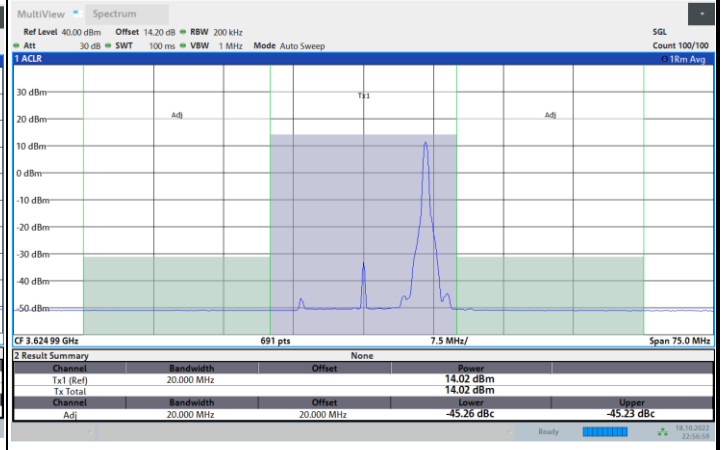 MultiView Spectrum
Ref Level 40.00 dBm Offset 14.20 dB RBW 200 kHz SGL
Att 30 dB SWT 100 ms VBW 1 MHz Mode Auto Sweep Count 100/100
1 ACLR 1Rm Avg
Tx1
Adj Adj
30 dBm
20 dBm
10 dBm
0 dBm
-10 dBm
-20 dBm
-30 dBm
-40 dBm
-50 dBm
CF 3.624 99 GHz 691 pts 7.5 MHz/ Span 75.0 MHz
2 Result Summary None
Channel Bandwidth Offset Power
Tx1 (Ref) 20.000 MHz 14.02 dBm
Tx Total 14.02 dBm
Channel Bandwidth Offset Lower Upper
Adj 20.000 MHz 20.000 MHz -45.26 dBc -45.23 dBc
Ready 18.10.2022
22:56:59